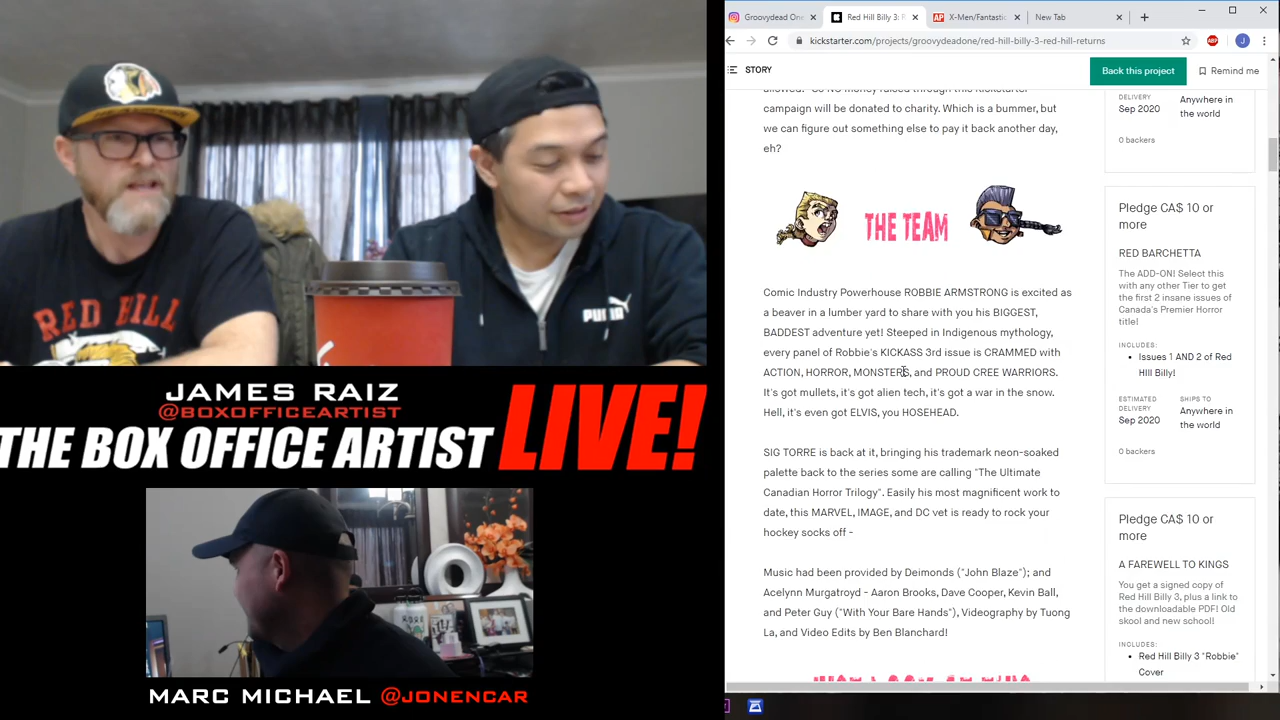 Groovydead One
Red Hill Billy 3: R
X-Men/Fantastic
New Tab
kickstarter.com/projects/groovydeadone/red-hill-billy-3-red-hill-returns
STORY
Back this project
Remind me
campaign will be donated to charity. Which is a bummer, but
we can figure out something else to pay it back another day,
eh?
THE TEAM
Comic Industry Powerhouse ROBBIE ARMSTRONG is excited as
a beaver in a lumber yard to share with you his BIGGEST,
BADDEST adventure yet! Steeped in Indigenous mythology,
every panel of Robbie's KICKASS 3rd issue is CRAMMED with
ACTION, HORROR, MONSTERS, and PROUD CREE WARRIORS.
It's got mullets, it's got alien tech, it's got a war in the snow.
Hell, it's even got ELVIS, you HOSEHEAD.
SIG TORRE is back at it, bringing his trademark neon-soaked
palette back to the series some are calling "The Ultimate
Canadian Horror Trilogy". Easily his most magnificent work to
date, this MARVEL, IMAGE, and DC vet is ready to rock your
hockey socks off -
Music had been provided by Deimonds ("John Blaze"); and
Acelynn Murgatroyd - Aaron Brooks, Dave Cooper, Kevin Ball,
and Peter Guy ("With Your Bare Hands"), Videography by Tuong
La, and Video Edits by Ben Blanchard!
DELIVERY
Sep 2020
Anywhere in
the world
0 backers
Pledge CA$ 10 or
more
RED BARCHETTA
The ADD-ON! Select this
with any other Tier to get
the first 2 insane issues of
Canada's Premier Horror
title!
INCLUDES:
Issues 1 AND 2 of Red
HIll Billy!
ESTIMATED
DELIVERY
Sep 2020
SHIPS TO
Anywhere in
the world
0 backers
Pledge CA$ 10 or
more
A FAREWELL TO KINGS
You get a signed copy of
Red Hill Billy 3, plus a link to
the downloadable PDF! Old
skool and new school!
INCLUDES:
Red Hill Billy 3 "Robbie"
Cover
RED HILL
PUMA
JAMES RAIZ
@BOXOFFICEARTIST
THE BOX OFFICE ARTIST LIVE!
MARC MICHAEL @JONENCAR